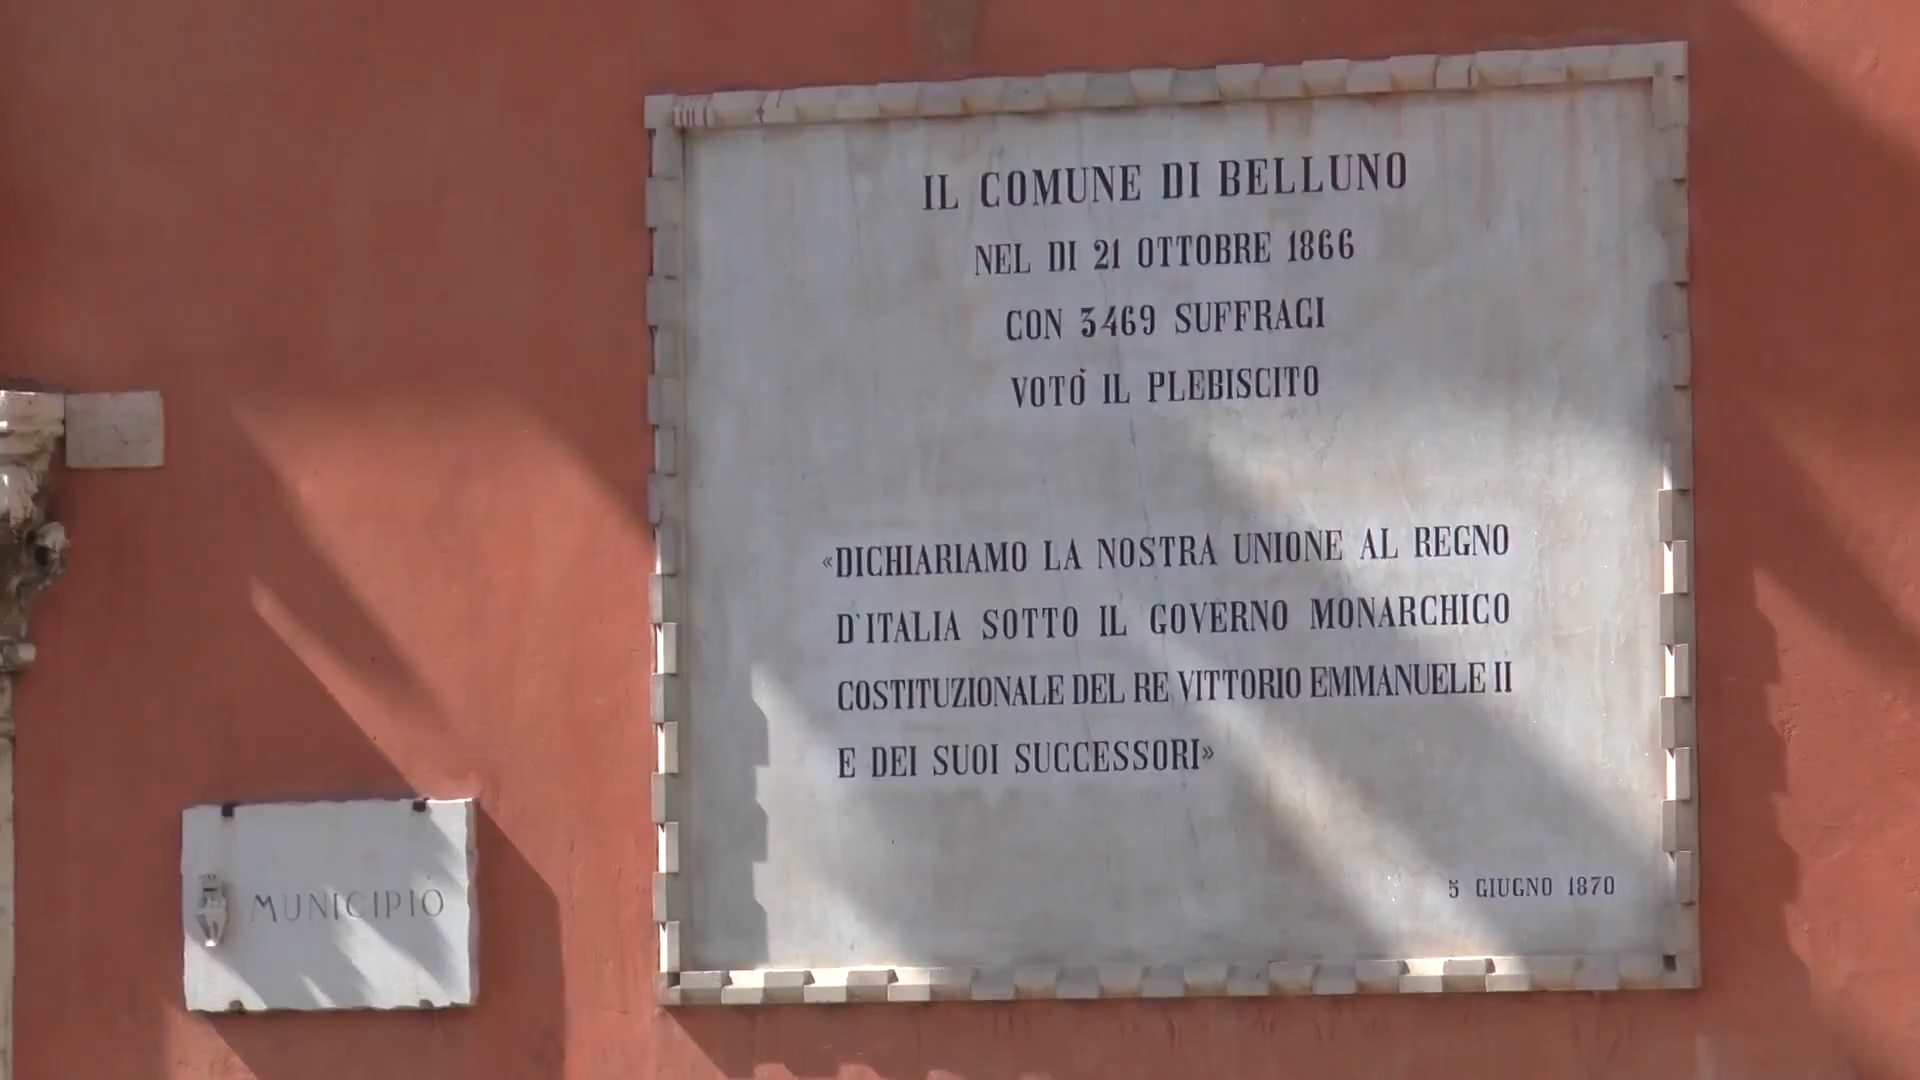 IL COMUNE DI BELLUNO
NEL DI 21 OTTOBRE 1866
CON 3469 SUFFRAGI
VOTÒ IL PLEBISCITO
«DICHIARIAMO LA NOSTRA UNIONE AL REGNO
D'ITALIA SOTTO IL GOVERNO MONARCHICO
COSTITUZIONALE DEL RE VITTORIO EMMANUELE II
E DEI SUOI SUCCESSORI»
5 GIUGNO 1870
MUNICIPIO